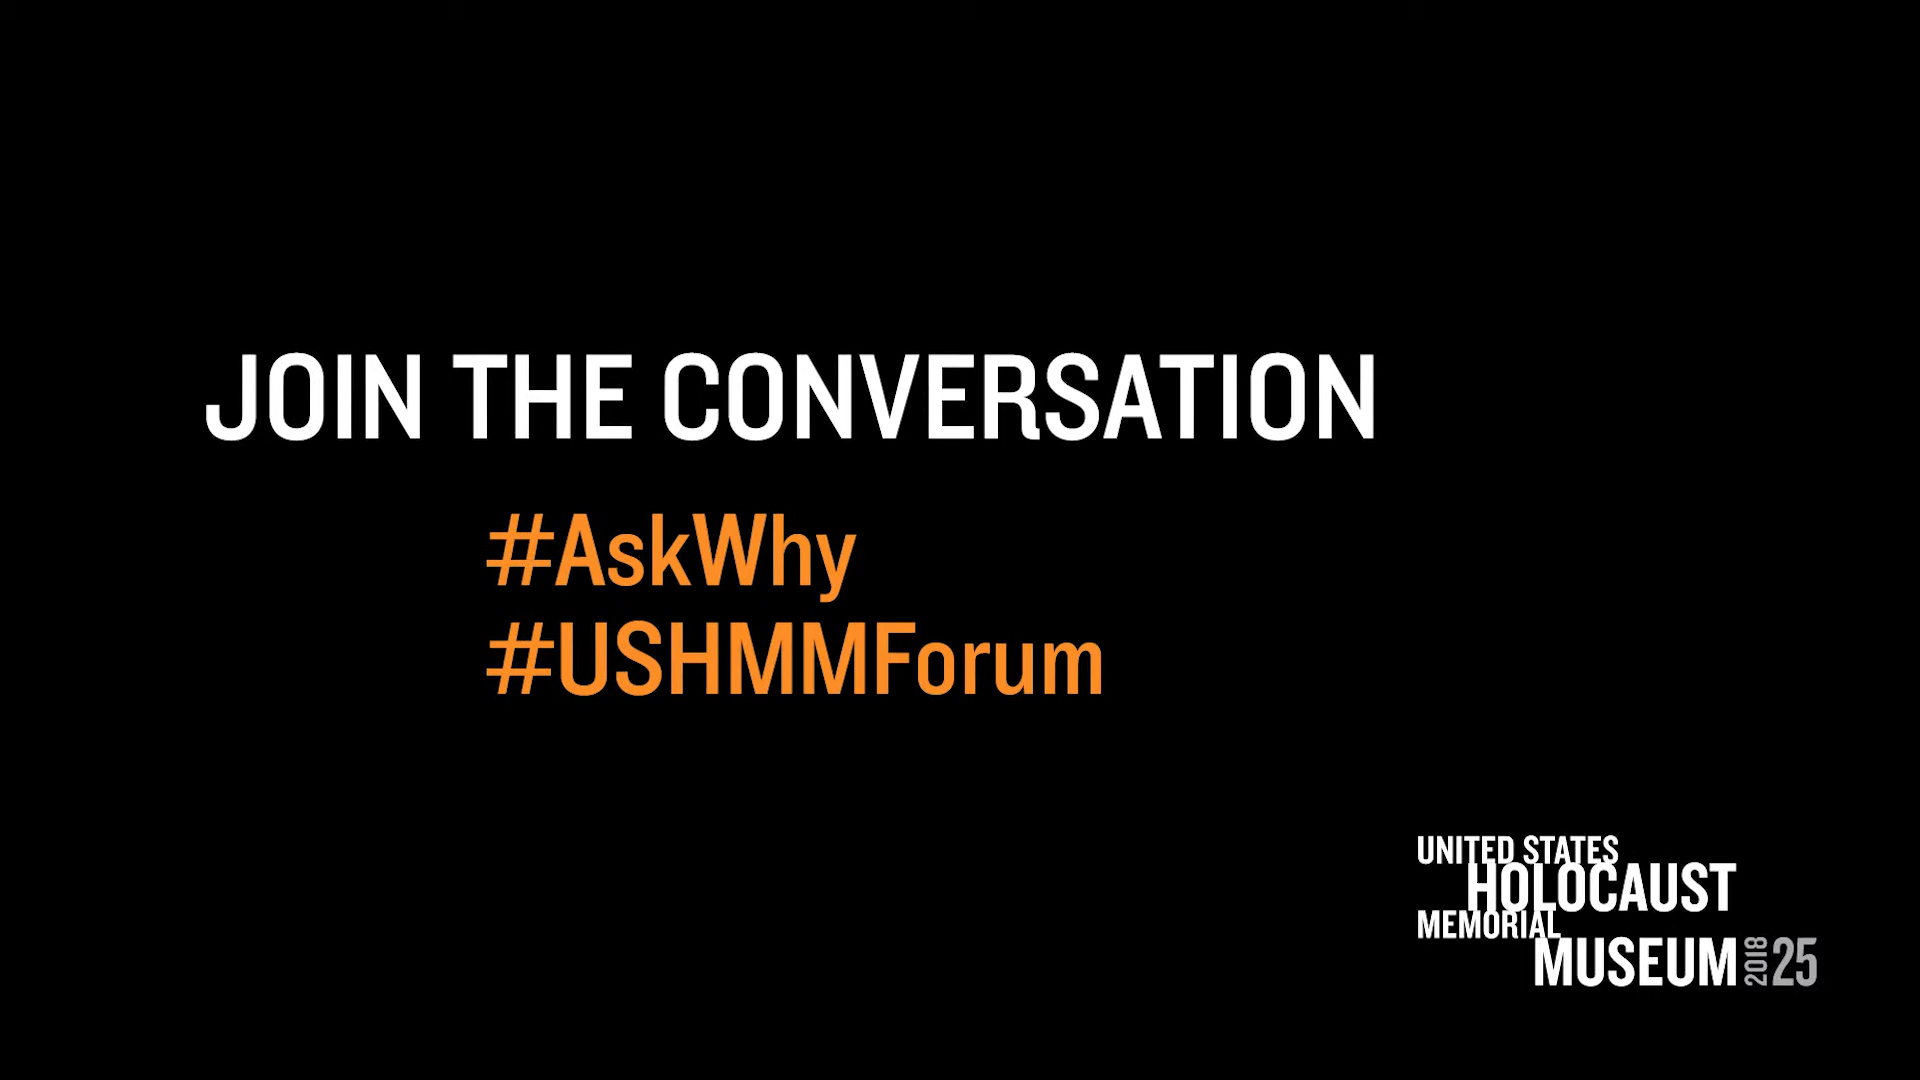 JOIN THE CONVERSATION
#AskWhy
#USHMMForum
UNITED STATES
HOLOCAUST
MEMORIAL
MUSEUM 2018 25